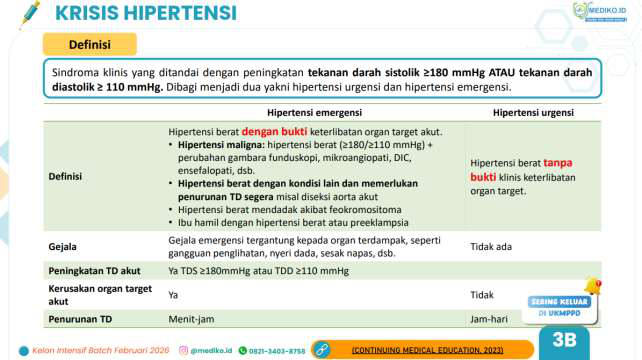 KRISIS HIPERTENSI
MEDIKO.ID
Definisi
Sindroma klinis yang ditandai dengan peningkatan tekanan darah sistolik ≥180 mmHg ATAU tekanan darah
diastolik ≥ 110 mmHg. Dibagi menjadi dua yakni hipertensi urgensi dan hipertensi emergensi.
Hipertensi emergensi
Hipertensi urgensi
Definisi
Hipertensi berat dengan bukti keterlibatan organ target akut.
• Hipertensi maligna: hipertensi berat (≥180/≥110 mmHg) +
perubahan gambara funduskopi, mikroangiopati, DIC,
ensefalopati, dsb.
• Hipertensi berat dengan kondisi lain dan memerlukan
penurunan TD segera misal diseksi aorta akut
• Hipertensi berat mendadak akibat feokromositoma
• Ibu hamil dengan hipertensi berat atau preeklampsia
Hipertensi berat tanpa
bukti klinis keterlibatan
organ target.
Gejala
Gejala emergensi tergantung kepada organ terdampak, seperti
gangguan penglihatan, nyeri dada, sesak napas, dsb.
Tidak ada
Peningkatan TD akut
Ya TDS ≥180mmHg atau TDD ≥110 mmHg
Kerusakan organ target
akut
Ya
Tidak
Penurunan TD
Menit-jam
Jam-hari
SERING KELUAR
DI UKMPPD
3B
Kelon Intensif Batch Februari 2026
@mediko.id
0821-3403-8758
(CONTINUING MEDICAL EDUCATION, 2023)